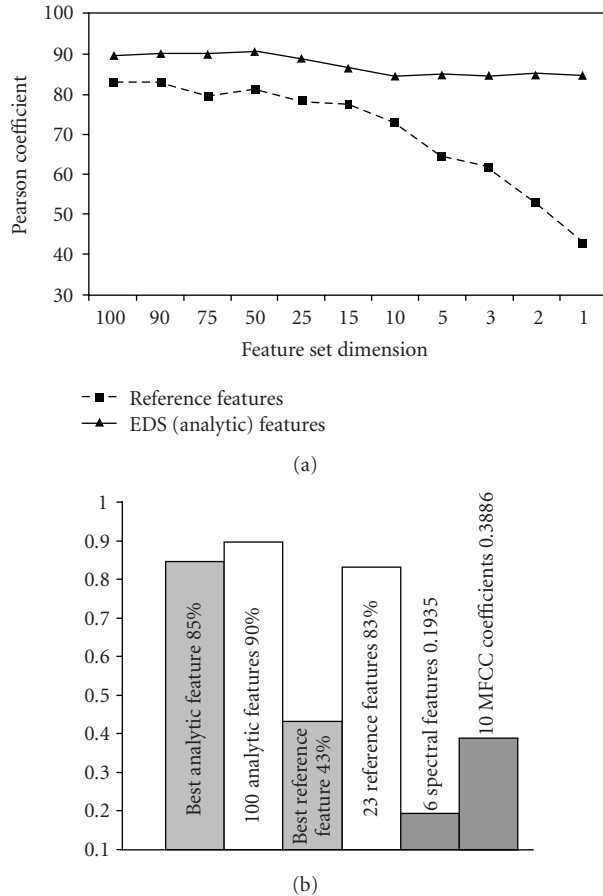 100
90
80
70
60
50
40
30
Pearson coefficient
100 90 75 50 25 15 10 5 3 2 1
Feature set dimension
Reference features
EDS (analytic) features
(a)
1
0.9
0.8
0.7
0.6
0.5
0.4
0.3
0.2
0.1
Best analytic feature 85%
100 analytic features 90%
Best reference
feature 43%
23 reference features 83%
6 spectral features 0.1935
10 MFCC coefficients 0.3886
(b)